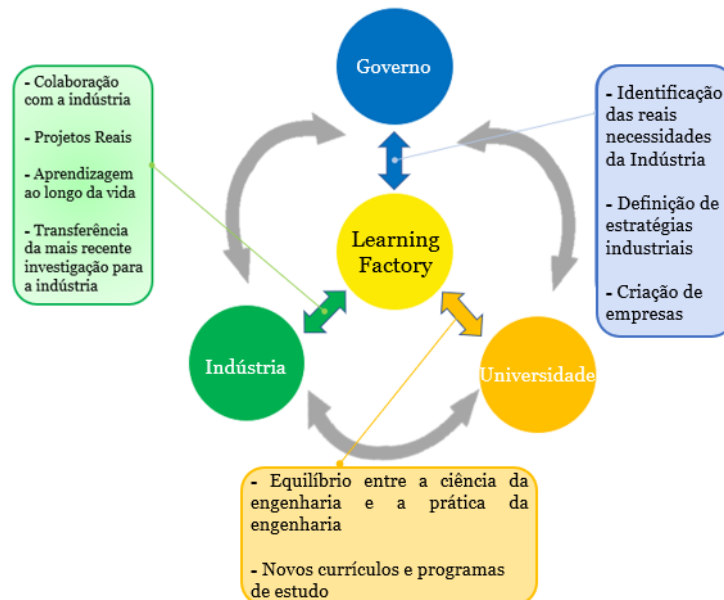 Governo
- Colaboração
com a indústria
- Projetos Reais
- Aprendizagem
ao longo da vida
- Transferência
da mais recente
investigação para
a indústria
- Identificação
das reais
necessidades
da Indústria
- Definição de
estratégias
industriais
- Criação de
empresas
Learning
Factory
Indústria
Universidade
- Equilíbrio entre a ciência da
engenharia e a prática da
engenharia
- Novos currículos e programas
de estudo